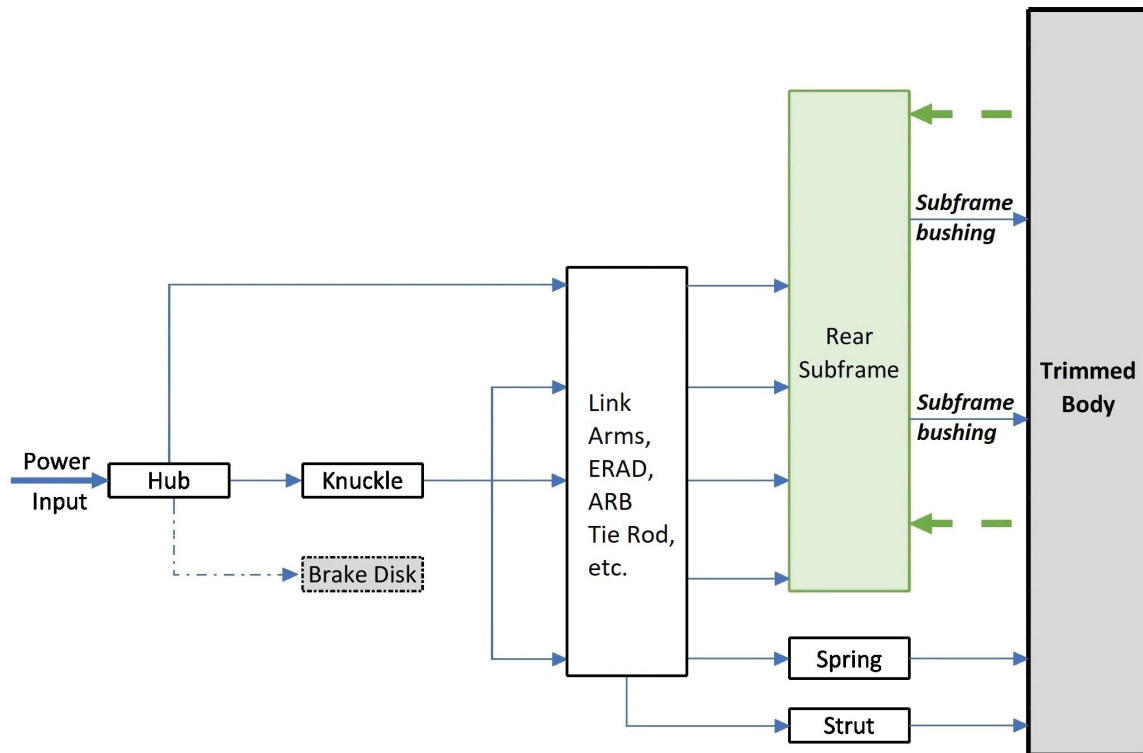 Power
Input
Hub
Knuckle
Brake Disk
Link
Arms,
ERAD,
ARB
Tie Rod,
etc.
Rear
Subframe
Spring
Strut
Subframe
bushing
Subframe
bushing
Trimmed
Body